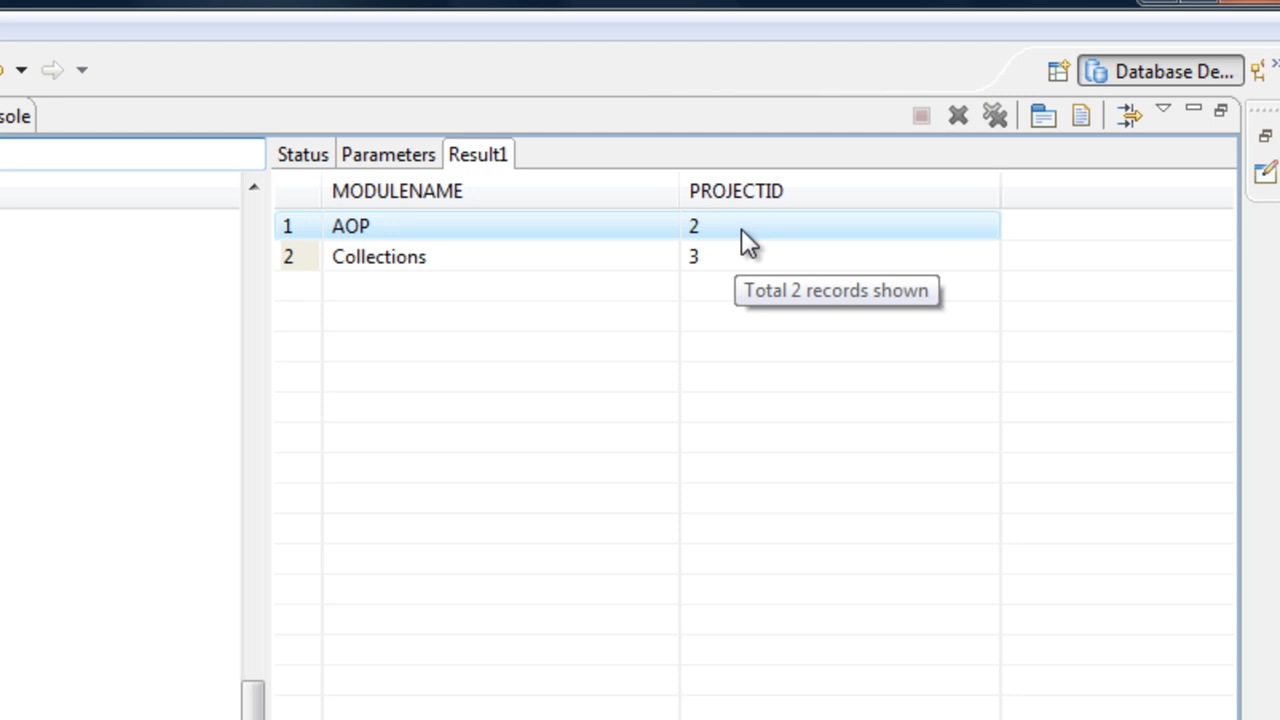 Database De...
sole
Status Parameters Result1
MODULENAME PROJECTID
1 AOP 2
2 Collections 3
Total 2 records shown